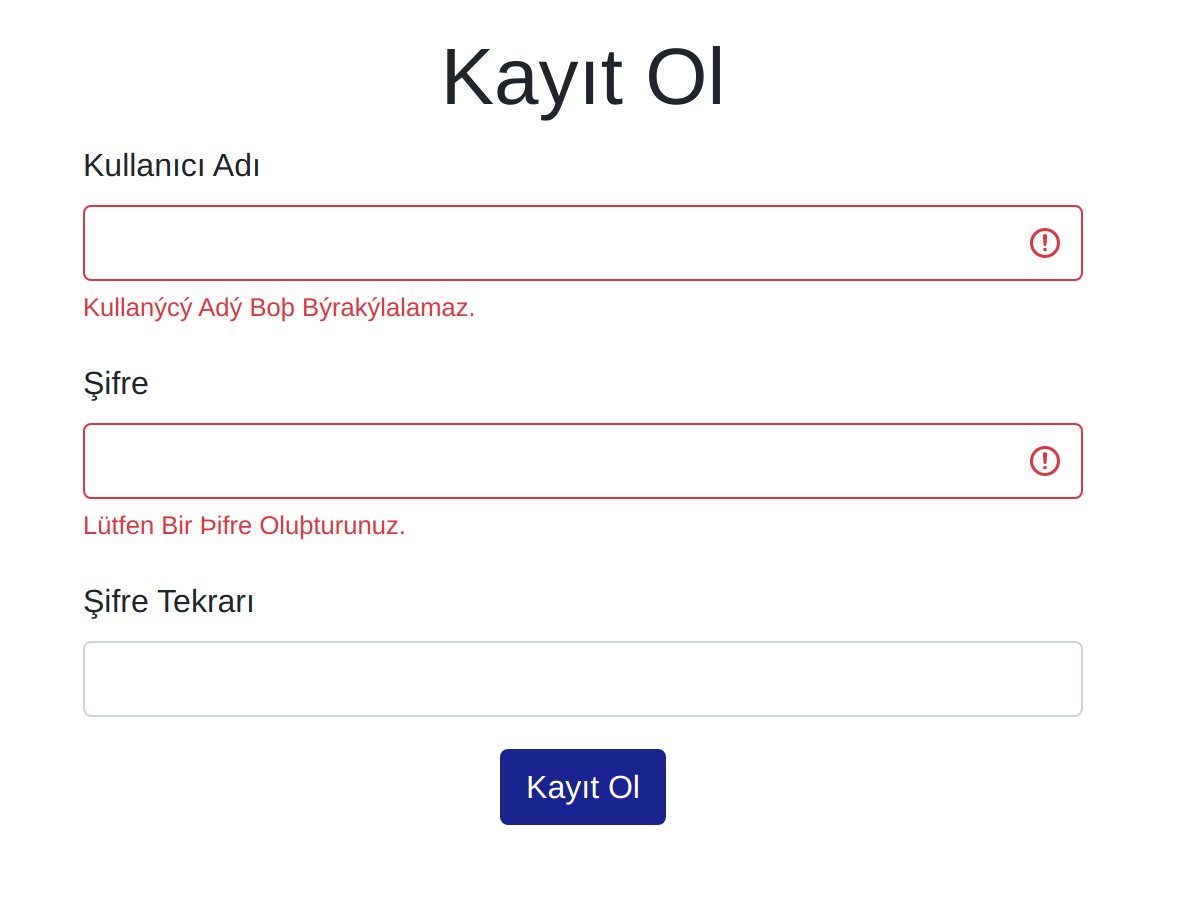 Kayıt Ol
Kullanıcı Adı
Kullanýcý Adý Boþ Býrakýlalamaz.
Şifre
Lütfen Bir Þifre Oluþturunuz.
Şifre Tekrarı
Kayıt Ol